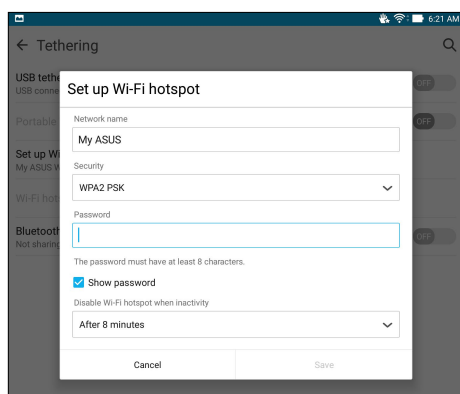 6:21 AM
Tethering
USB tethe
USB conne
OFF
Portable
OFF
Set up Wi
My ASUS W
Wi-Fi hot
Bluetooth
Not sharing
OFF
Set up Wi-Fi hotspot
Network name
My ASUS
Security
WPA2 PSK
Password
The password must have at least 8 characters.
Show password
Disable Wi-Fi hotspot when inactivity
After 8 minutes
Cancel
Save